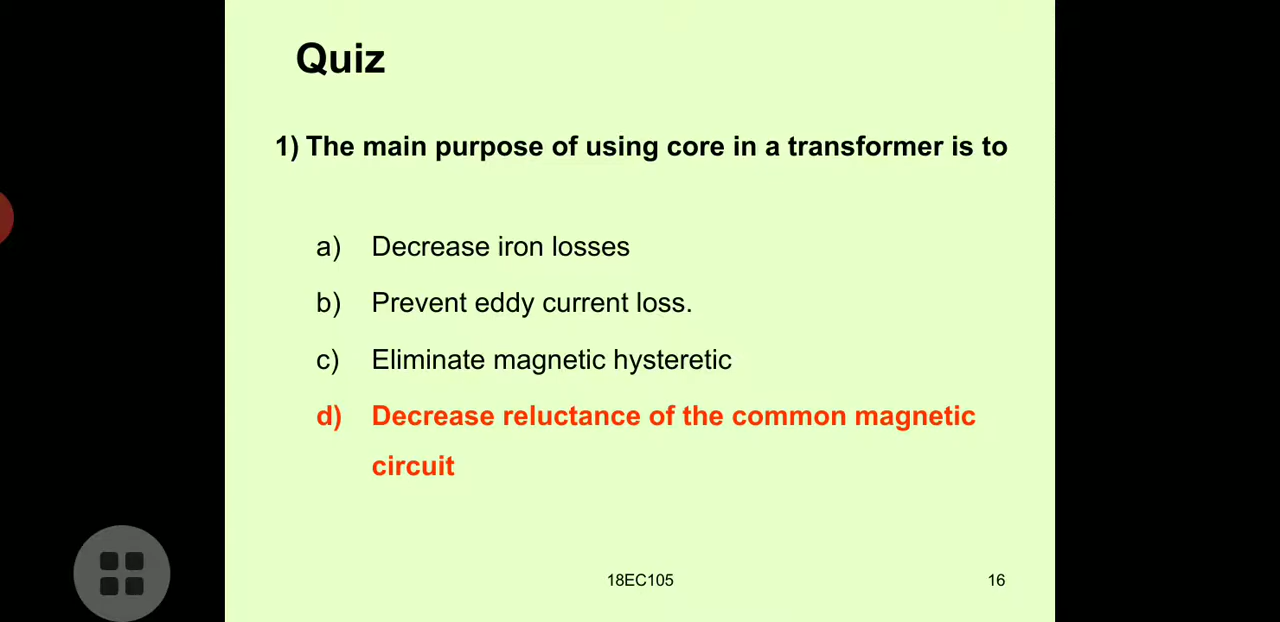 Quiz
1) The main purpose of using core in a transformer is to
a) Decrease iron losses
b) Prevent eddy current loss.
c) Eliminate magnetic hysteretic
d) Decrease reluctance of the common magnetic
circuit
18EC105
16